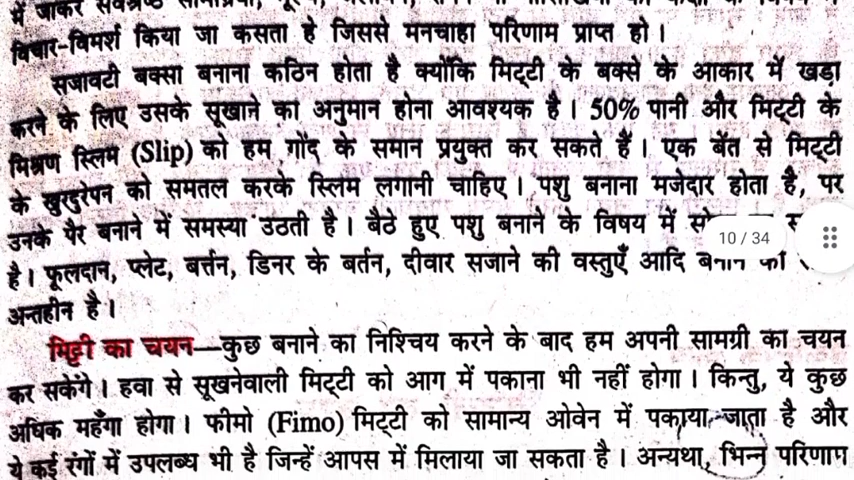 में जाकर
विचार-विमर्श किया जा कसता हे जिससे मनचाहा परिणाम प्राप्त हो।
सजावटी बक्सा बनाना कठिन होता है क्योंकि मिट्टी के बक्से के आकार में खड़ा
करने के लिए उसके सूखाने का अनुमान होना आवश्यक है। 50% पानी और मिट्टी के
मिश्रण स्लिम (Slip) को हम गोंद के समान प्रयुक्त कर सकते हैं। एक बेंत से मिट्टी
के खुरदुरेपन को समतल करके स्लिम लगानी चाहिए। पशु बनाना मजेदार होता है, पर
उनके पैर बनाने में समस्या उठती है। बैठे हुए पशु बनाने के विषय में
10 / 34
है। फूलदान, प्लेट, बर्त्तन, डिनर के बर्तन, दीवार सजाने की वस्तुएँ आदि
अन्तहीन है।
मिट्टी का चयन—कुछ बनाने का निश्चिय करने के बाद हम अपनी सामग्री का चयन
कर सकेंगे। हवा से सूखनेवाली मिट्टी को आग में पकाना भी नहीं होगा। किन्तु, ये कुछ
अधिक महँगा होगा। फीमो (Fimo) मिट्टी को सामान्य ओवेन में पकाया जाता है और
ये कई रंगों में उपलब्ध भी है जिन्हें आपस में मिलाया जा सकता है। अन्यथा, भिन्न परिणाम